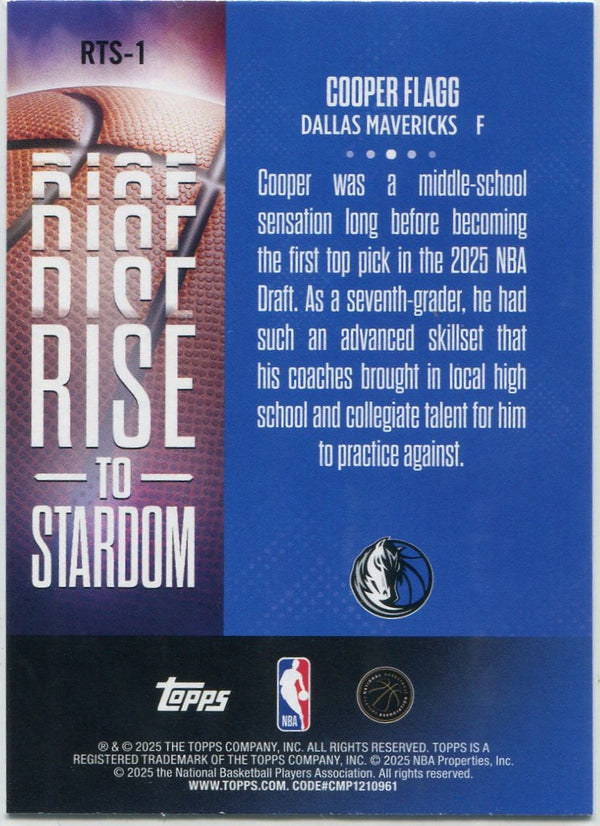 RTS-1
RISE
RISE
RISE
RISE
TO
STARDOM
COOPER FLAGG
DALLAS MAVERICKS F
Cooper was a middle-school
sensation long before becoming
the first top pick in the 2025 NBA
Draft. As a seventh-grader, he had
such an advanced skillset that
his coaches brought in local high
school and collegiate talent for him
to practice against.
topps
NBA
® & © 2025 THE TOPPS COMPANY, INC. ALL RIGHTS RESERVED. TOPPS IS A
REGISTERED TRADEMARK OF THE TOPPS COMPANY, INC. © 2025 NBA Properties, Inc.
© 2025 the National Basketball Players Association. All rights reserved.
WWW.TOPPS.COM. CODE#CMP1210961